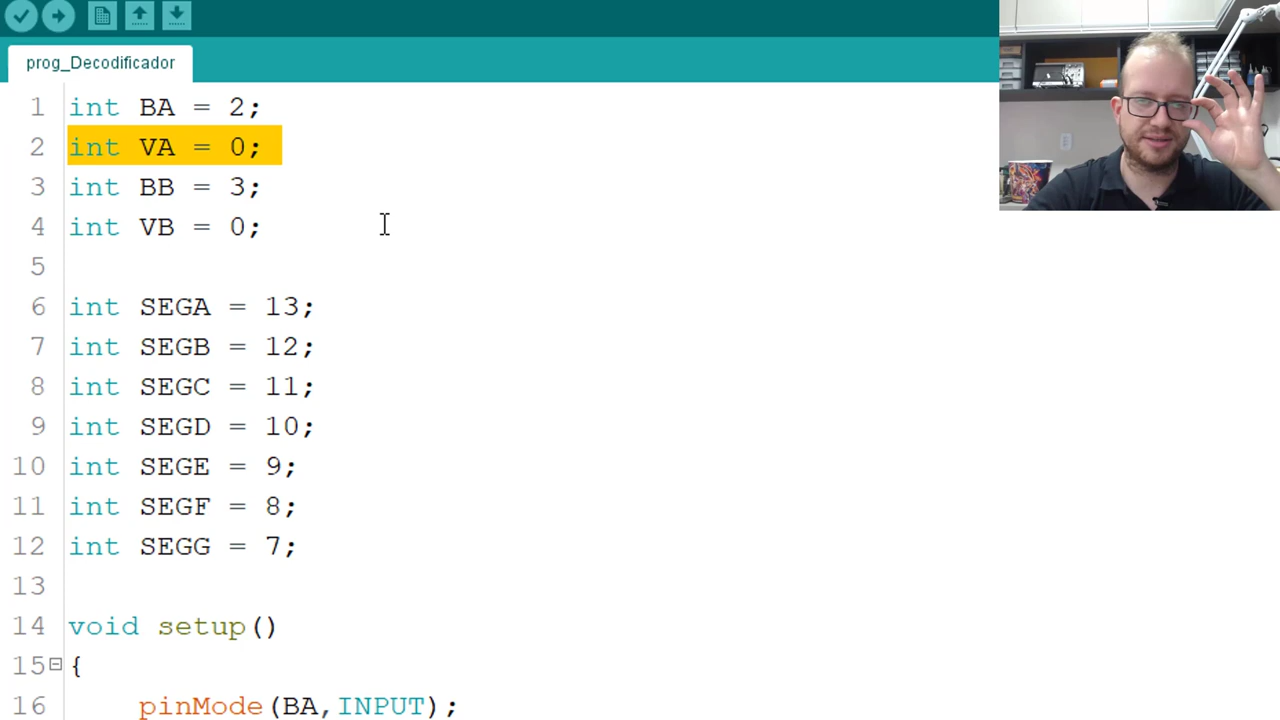 prog_Decodificador
1 int BA = 2;
2 int VA = 0;
3 int BB = 3;
4 int VB = 0;
5
6 int SEGA = 13;
7 int SEGB = 12;
8 int SEGC = 11;
9 int SEGD = 10;
10 int SEGE = 9;
11 int SEGF = 8;
12 int SEGG = 7;
13
14 void setup()
15 {
16 pinMode(BA,INPUT);